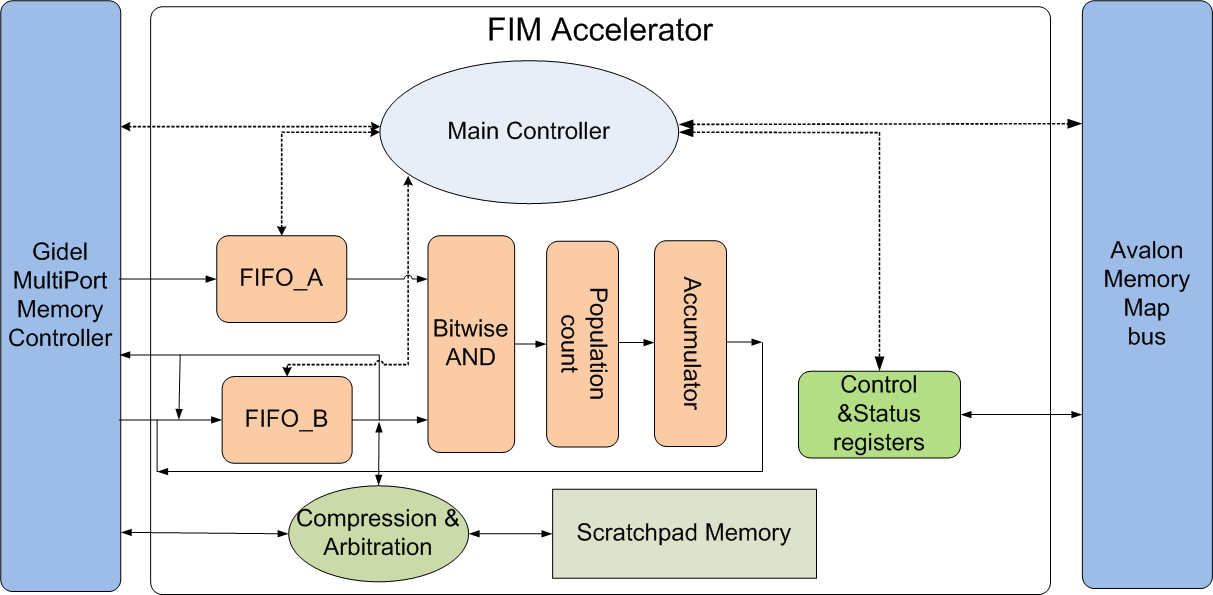 FIM Accelerator
Main Controller
Gidel
MultiPort
Memory
Controller
FIFO_A
FIFO_B
Bitwise
AND
Population
count
Accumulator
Control
&Status
registers
Avalon
Memory
Map
bus
Compression &
Arbitration
Scratchpad Memory